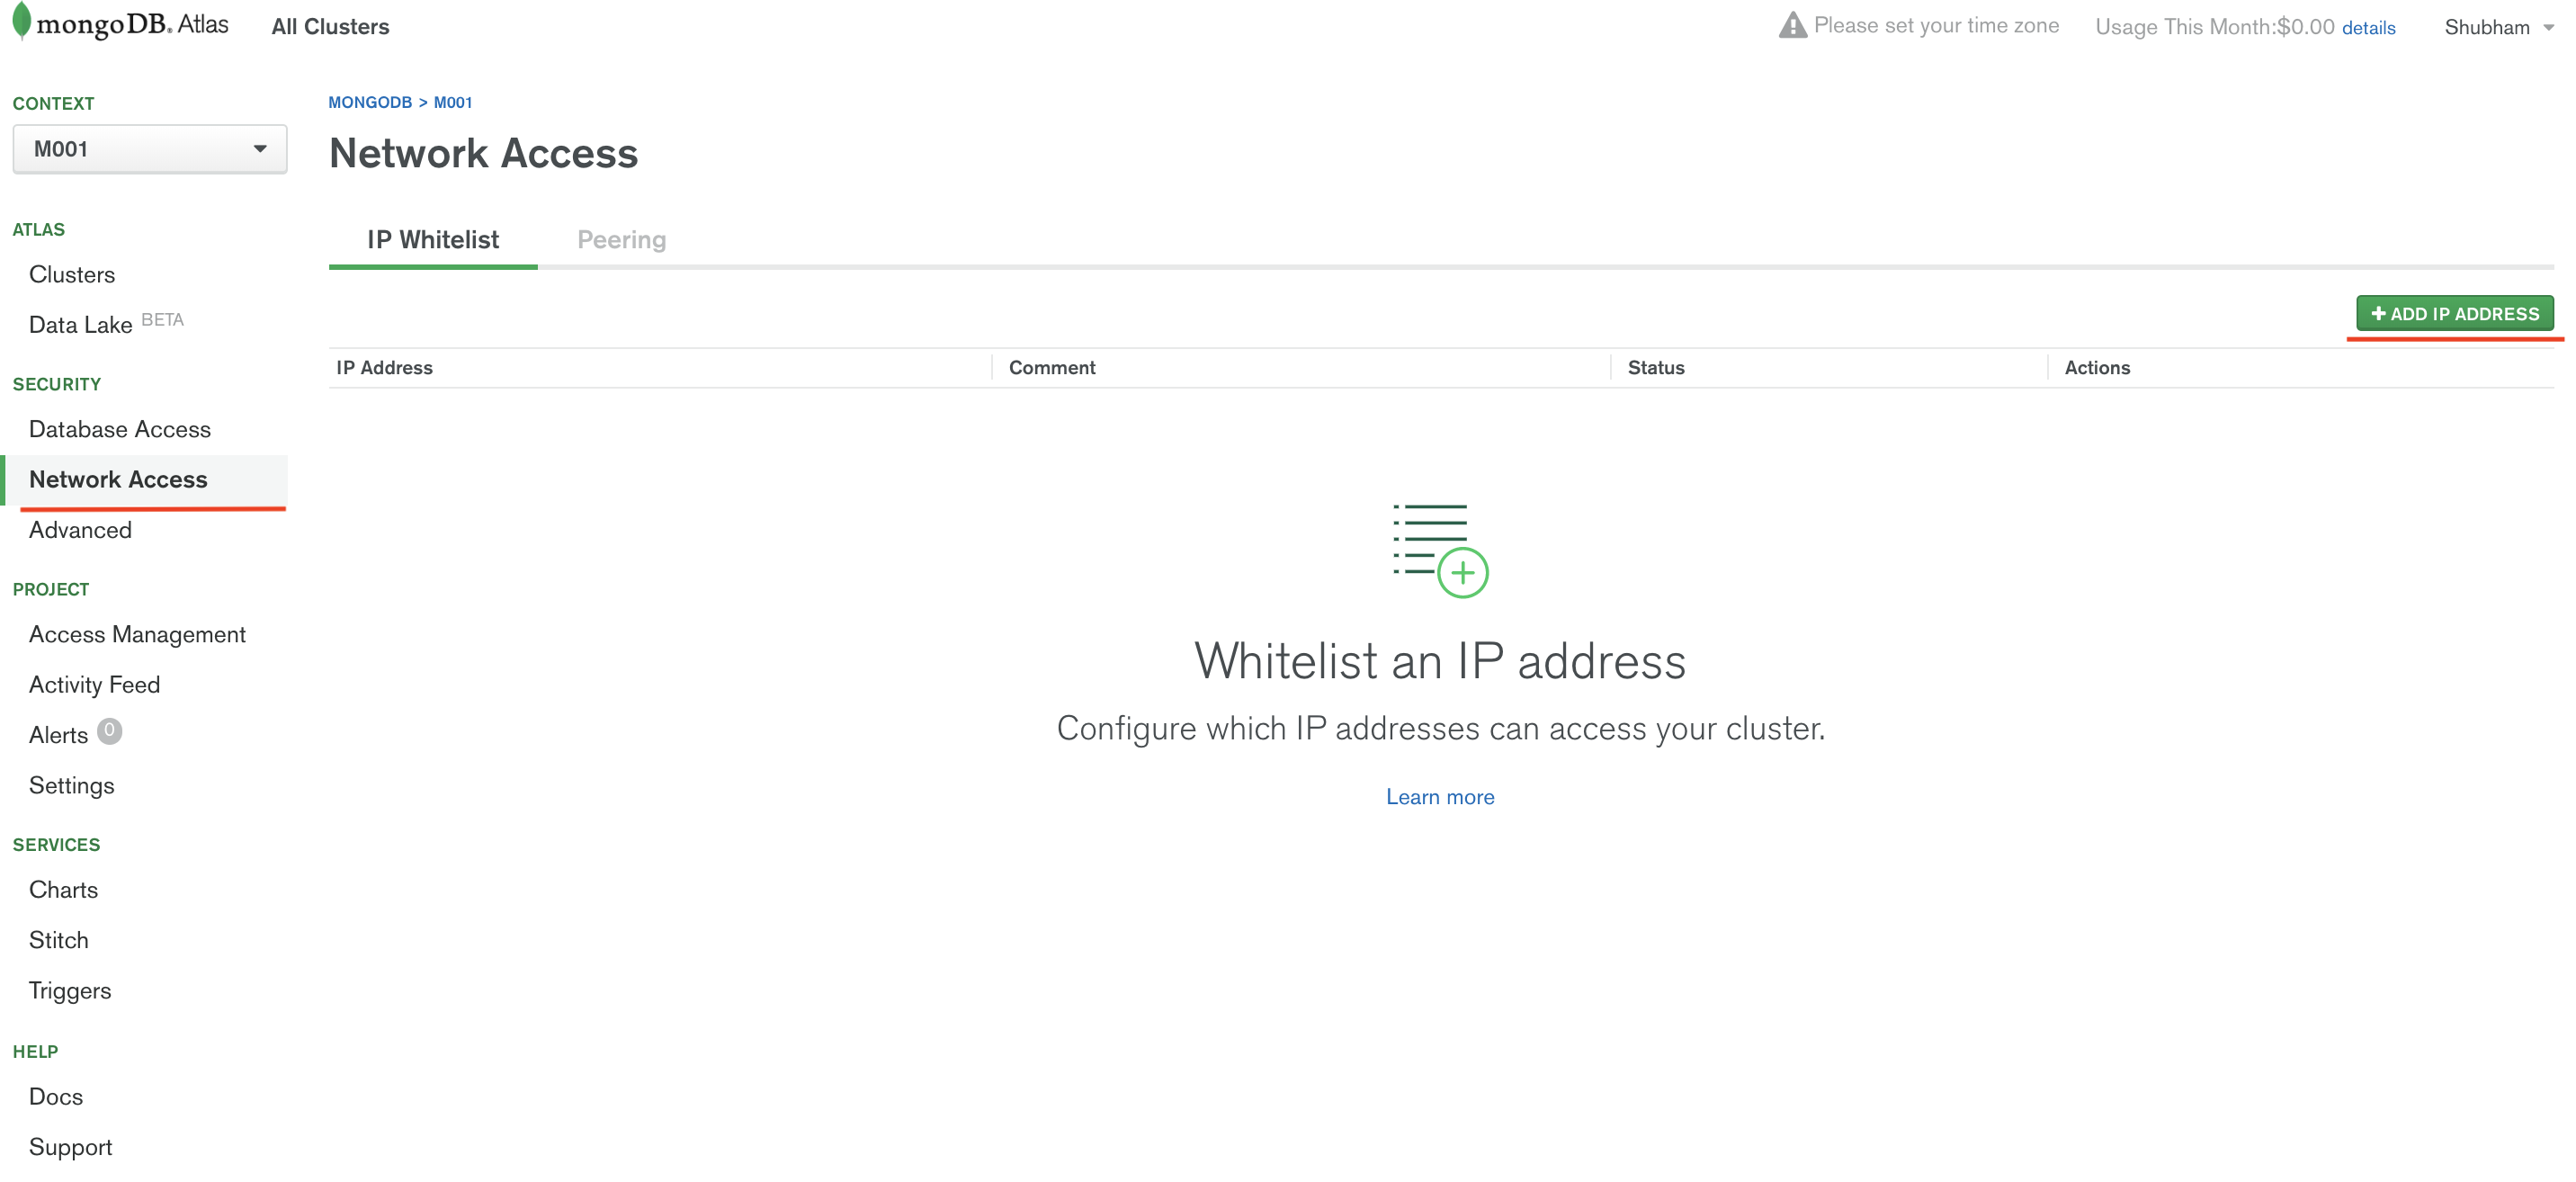 mongoDB. Atlas All Clusters Please set your time zone Usage This Month:$0.00 details Shubham
CONTEXT
M001
ATLAS
Clusters
Data Lake BETA
SECURITY
Database Access
Network Access
Advanced
PROJECT
Access Management
Activity Feed
Alerts 0
Settings
SERVICES
Charts
Stitch
Triggers
HELP
Docs
Support
MONGODB > M001
Network Access
IP Whitelist Peering
+ ADD IP ADDRESS
IP Address Comment Status Actions
Whitelist an IP address
Configure which IP addresses can access your cluster.
Learn more